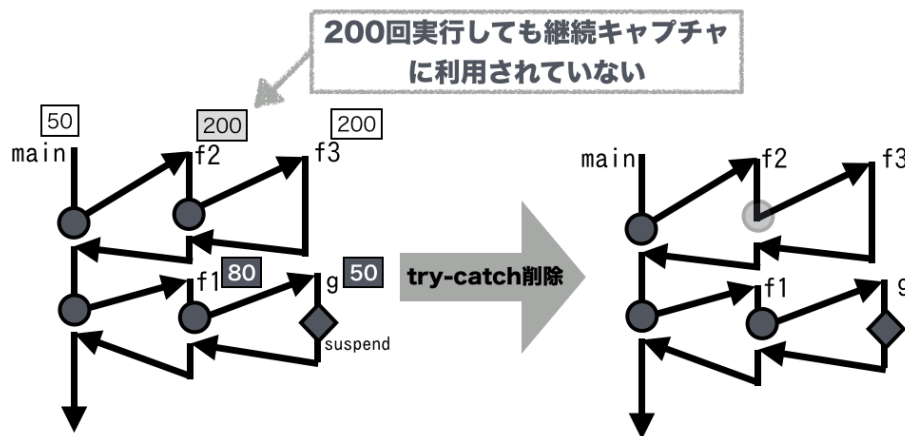 200回実行しても継続キャプチャ
に利用されていない
50
200
200
main
f2
f3
f1
80
g
50
suspend
try-catch削除
main
f2
f3
f1
g